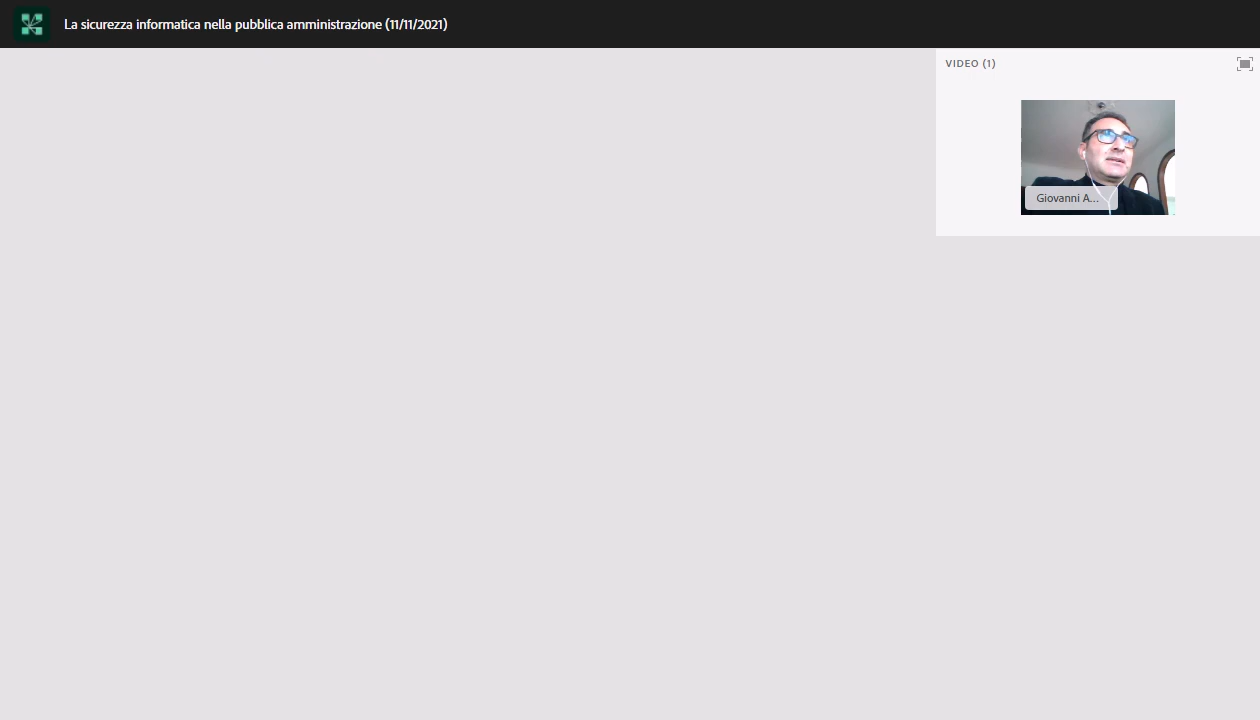 La sicurezza informatica nella pubblica amministrazione (11/11/2021)
VIDEO (1)
Giovanni A...